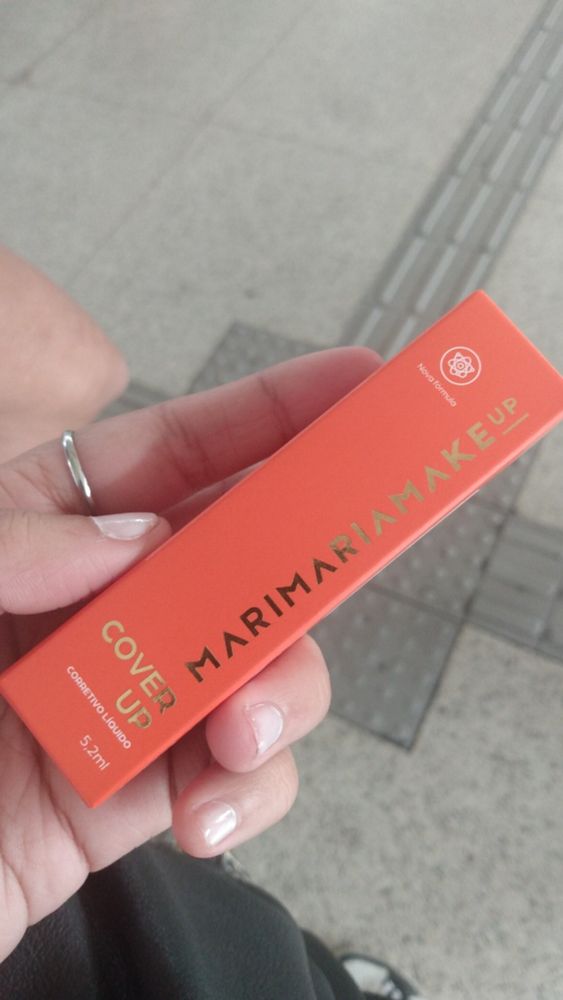 Nova fórmula
MARIMARIAMAKEUP
COVER
UP
CORRETIVO LÍQUIDO
5,2ml